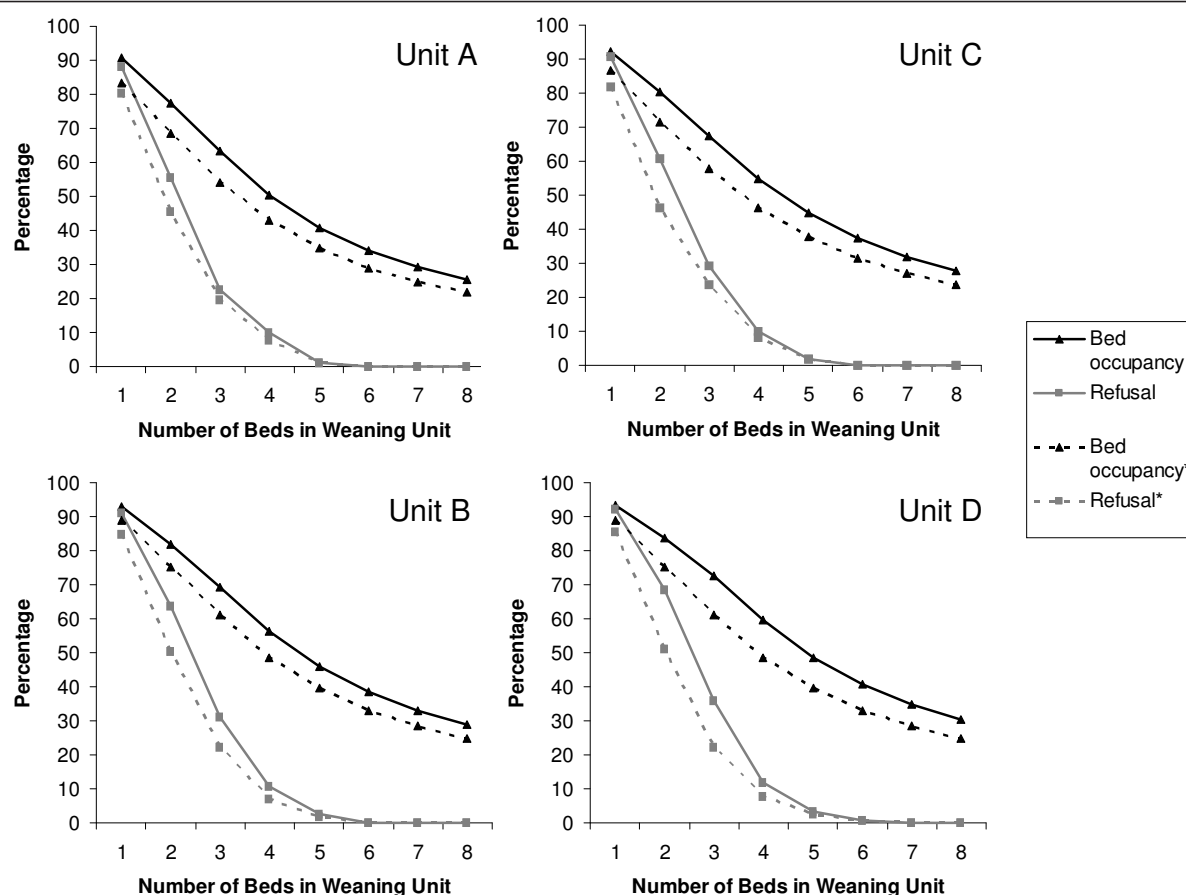 Unit A
100
90
80
70
60
50
40
30
20
10
0
Percentage
1 2 3 4 5 6 7 8
Number of Beds in Weaning Unit
Unit C
100
90
80
70
60
50
40
30
20
10
0
Percentage
1 2 3 4 5 6 7 8
Number of Beds in Weaning Unit
Unit B
100
90
80
70
60
50
40
30
20
10
0
Percentage
1 2 3 4 5 6 7 8
Number of Beds in Weaning Unit
Unit D
100
90
80
70
60
50
40
30
20
10
0
Percentage
1 2 3 4 5 6 7 8
Number of Beds in Weaning Unit
Bed
occupancy
Refusal
Bed
occupancy*
Refusal*